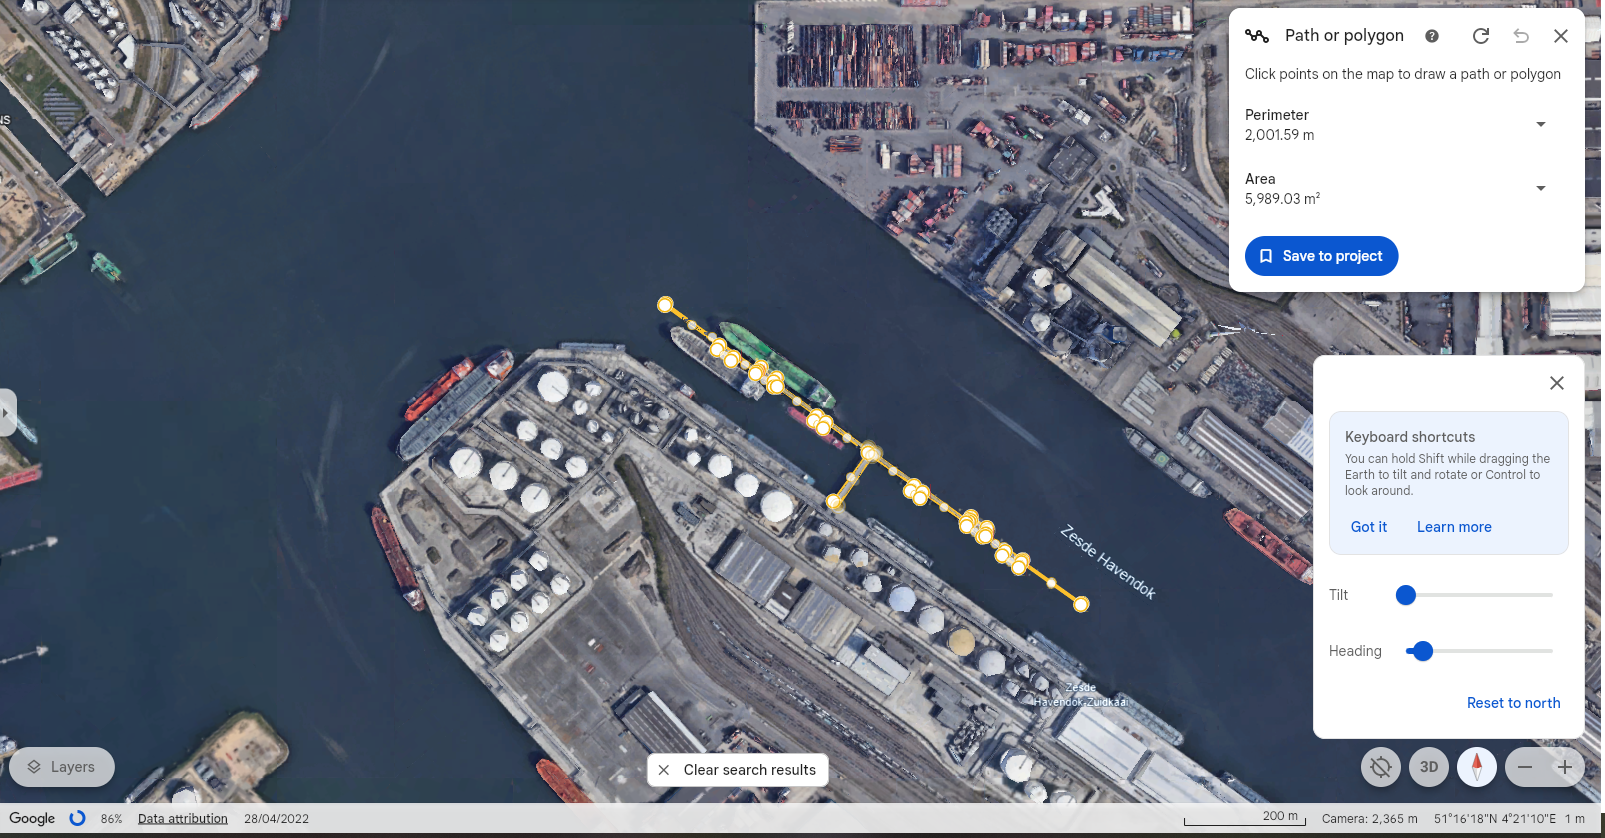 Path or polygon
Click points on the map to draw a path or polygon
Perimeter
2,001.59 m
Area
5,989.03 m²
Save to project
NS
Keyboard shortcuts
You can hold Shift while dragging the
Earth to tilt and rotate or Control to
look around.
Got it Learn more
Tilt
Heading
Reset to north
Zesde Havendok
Zesde
Havendok-Zuidkaai
Layers
Clear search results
3D
Google 86% Data attribution 28/04/2022 200 m Camera: 2,365 m 51°16'18"N 4°21'10"E 1 m